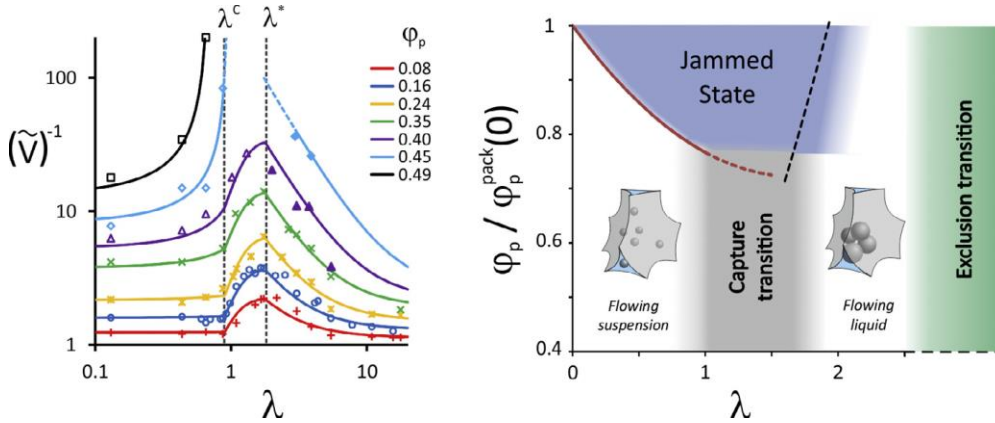 λᶜ λ*
φp
0.08
0.16
0.24
0.35
0.40
0.45
0.49
100
10
1
(ṽ)⁻¹
0.1 1 10
λ
1
0.8
0.6
0.4
φp / φp^pack(0)
Jammed
State
Capture
transition
Exclusion transition
Flowing
suspension
Flowing
liquid
0 1 2
λ